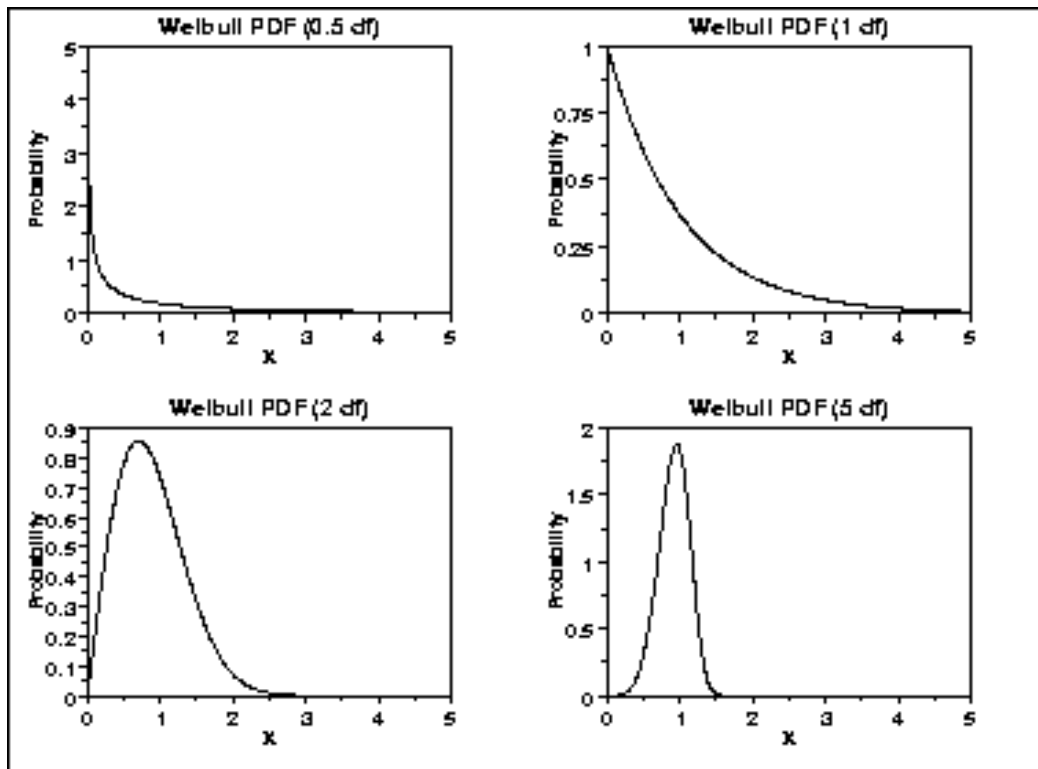 Weibull PDF (0.5 df)
5
4
3
2
1
0
Probability
0 1 2 3 4 5
X
Weibull PDF (1 df)
1
0.75
0.5
0.25
0
Probability
0 1 2 3 4 5
X
Weibull PDF (2 df)
0.9
0.8
0.7
0.6
0.5
0.4
0.3
0.2
0.1
0
Probability
0 1 2 3 4 5
X
Weibull PDF (5 df)
2
1.5
1
0.5
0
Probability
0 1 2 3 4 5
X